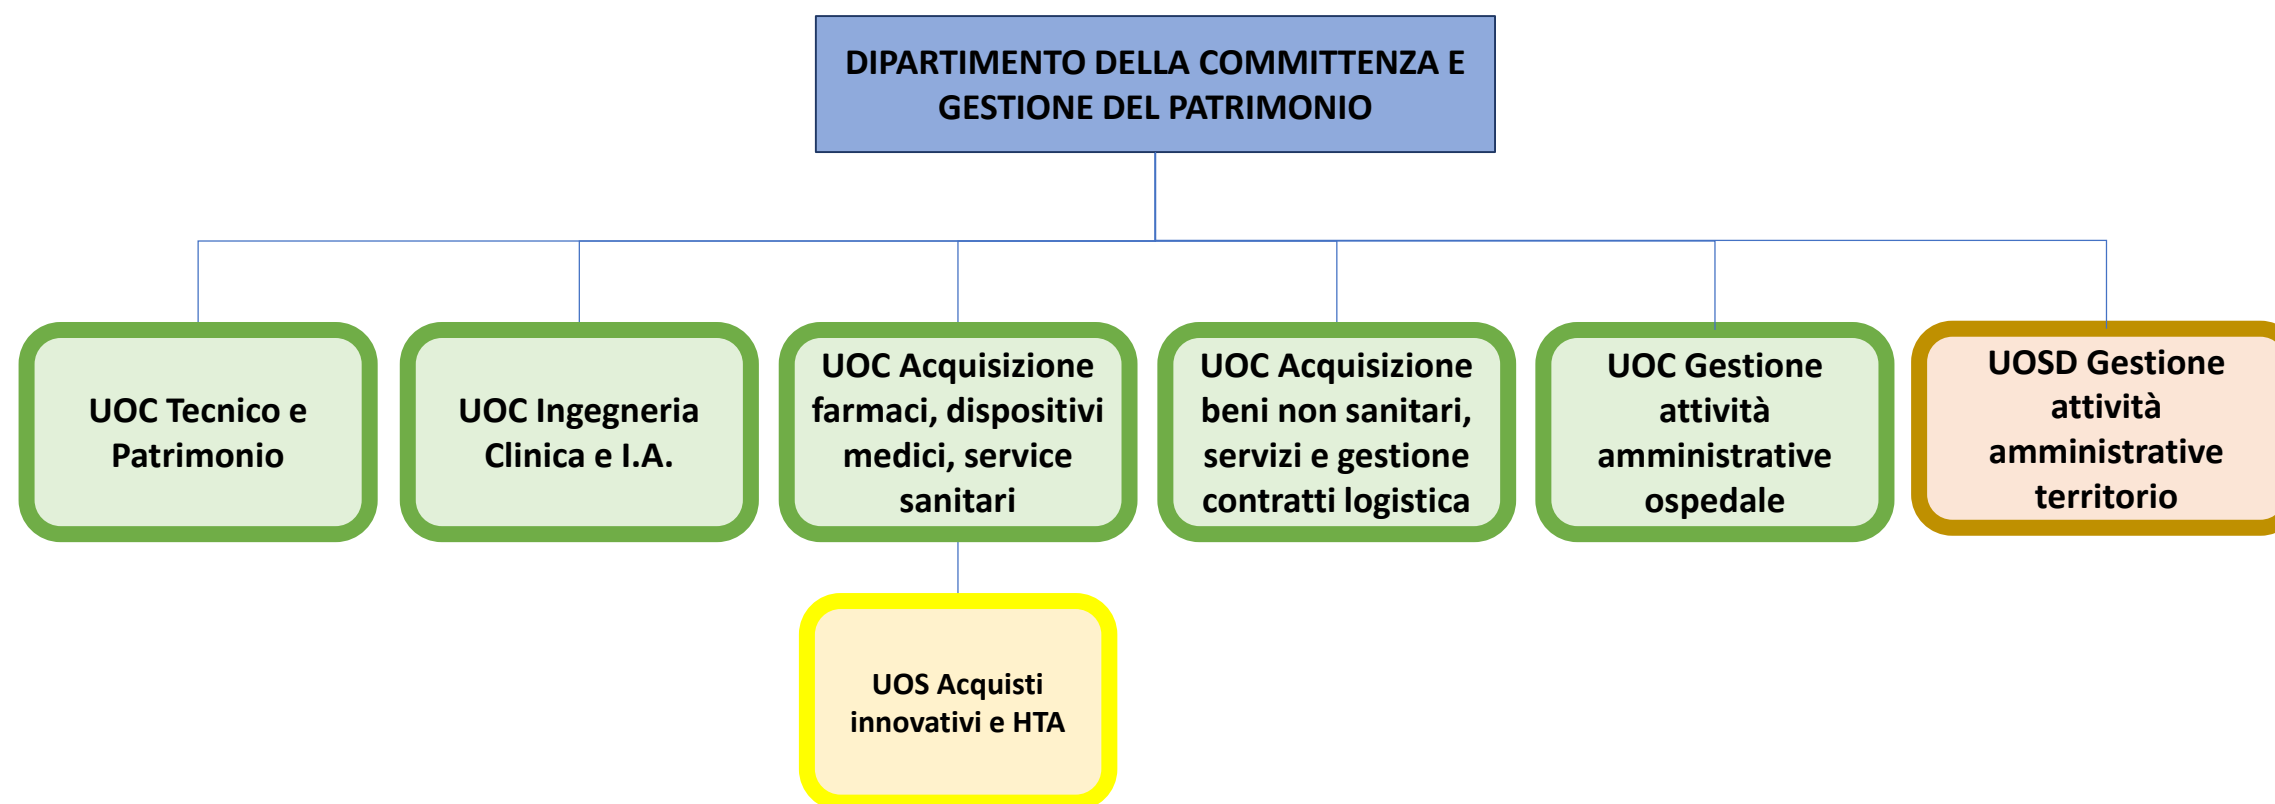 DIPARTIMENTO DELLA COMMITTENZA E
GESTIONE DEL PATRIMONIO
UOC Tecnico e
Patrimonio
UOC Ingegneria
Clinica e I.A.
UOC Acquisizione
farmaci, dispositivi
medici, service
sanitari
UOC Acquisizione
beni non sanitari,
servizi e gestione
contratti logistica
UOC Gestione
attività
amministrative
ospedale
UOSD Gestione
attività
amministrative
territorio
UOS Acquisti
innovativi e HTA